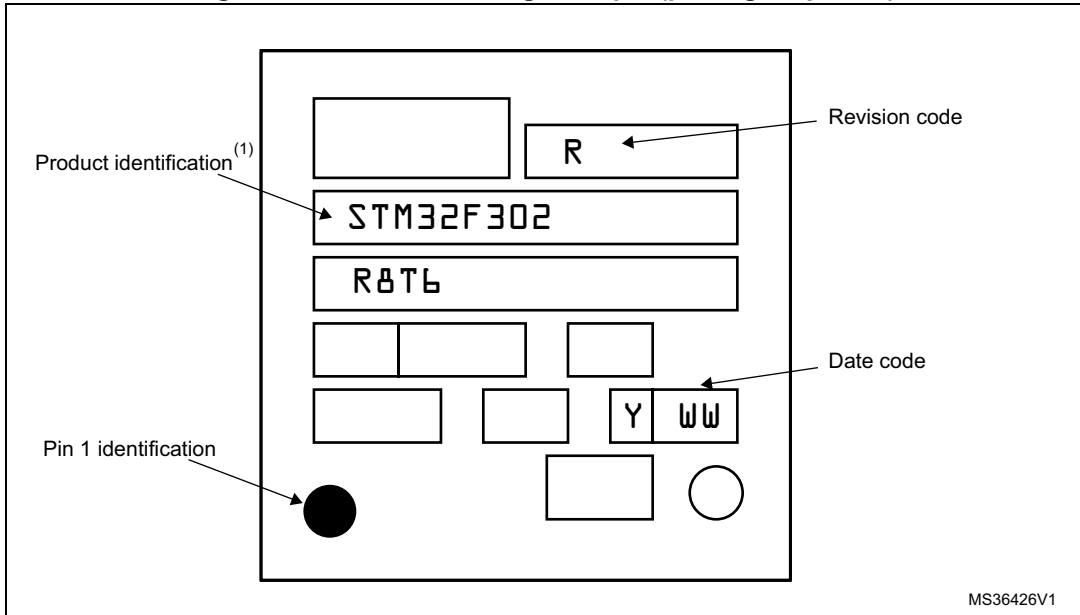 Revision code
R
Product identification(1)
STM32F302
R8T6
Date code
Y WW
Pin 1 identification
MS36426V1